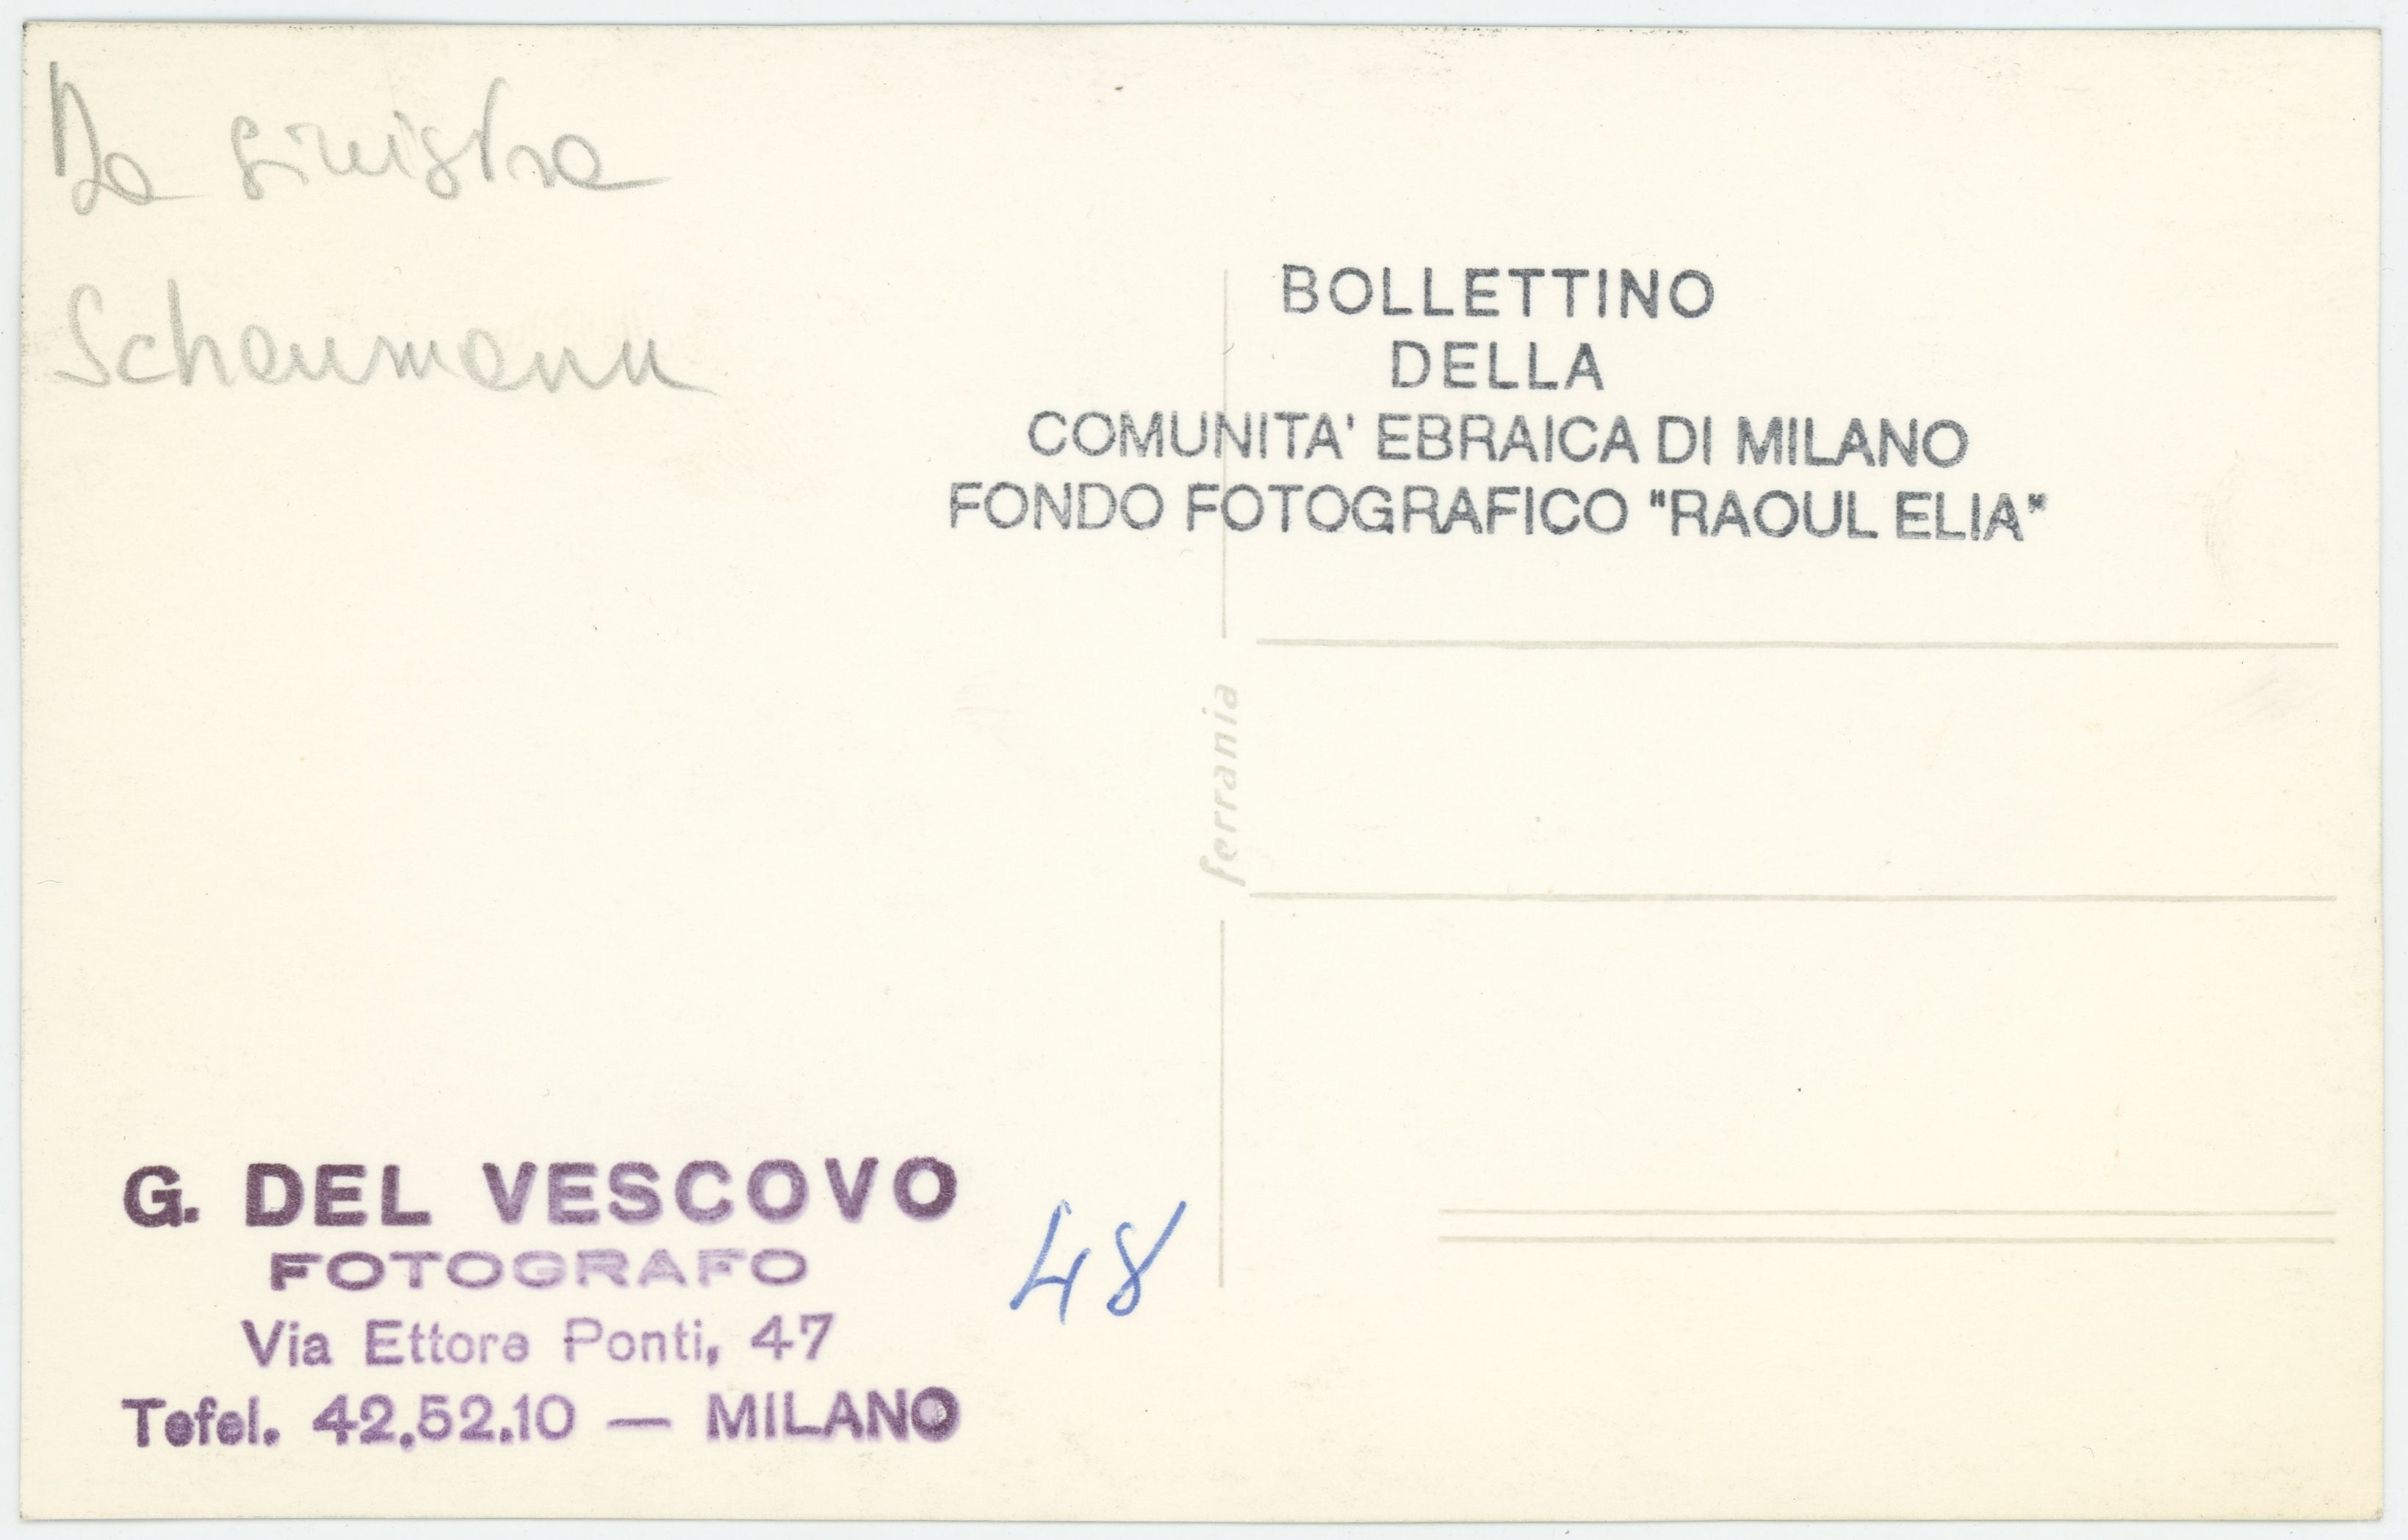 Da sinistra
Schaumann
BOLLETTINO
DELLA
COMUNITA' EBRAICA DI MILANO
FONDO FOTOGRAFICO "RAOUL ELIA"
ferrania
G. DEL VESCOVO
FOTOGRAFO
Via Ettore Ponti, 47
Tefel. 42.52.10 — MILANO
48